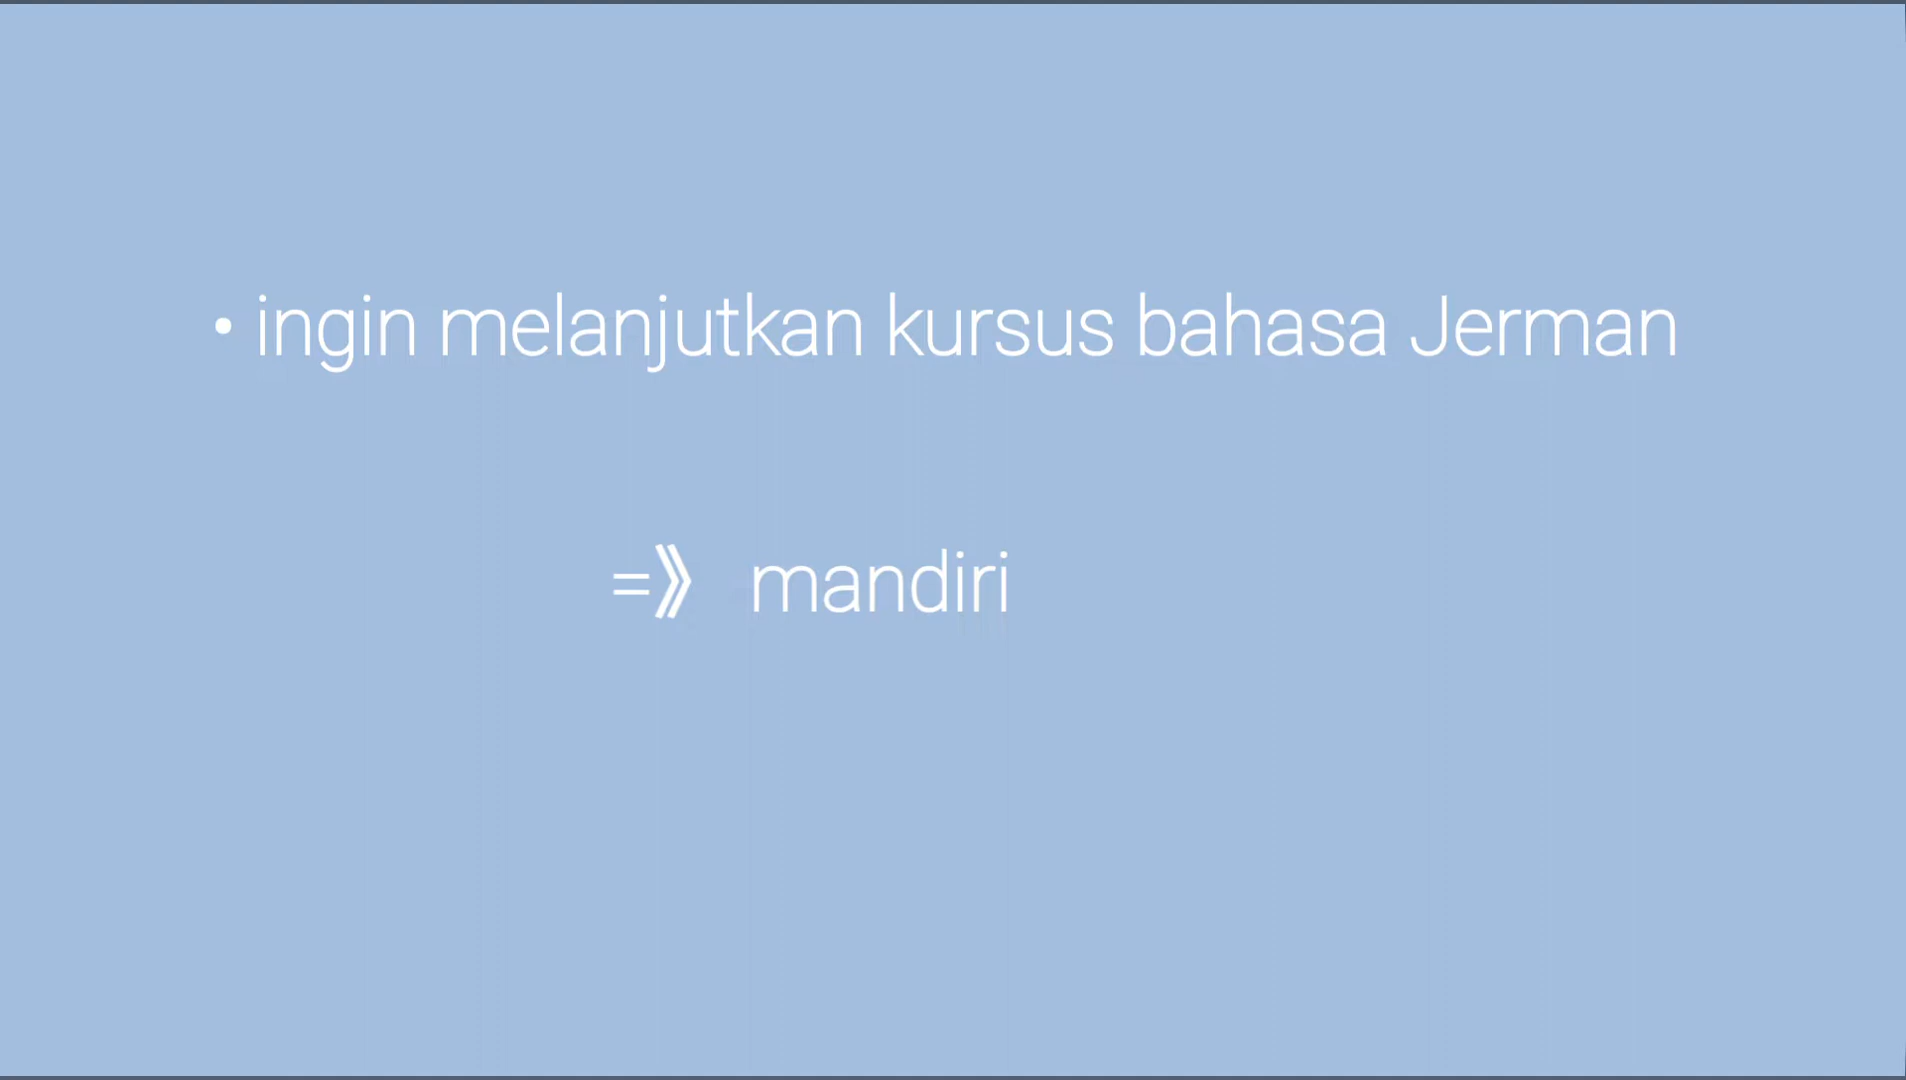 • ingin melanjutkan kursus bahasa Jerman
=》 mandiri